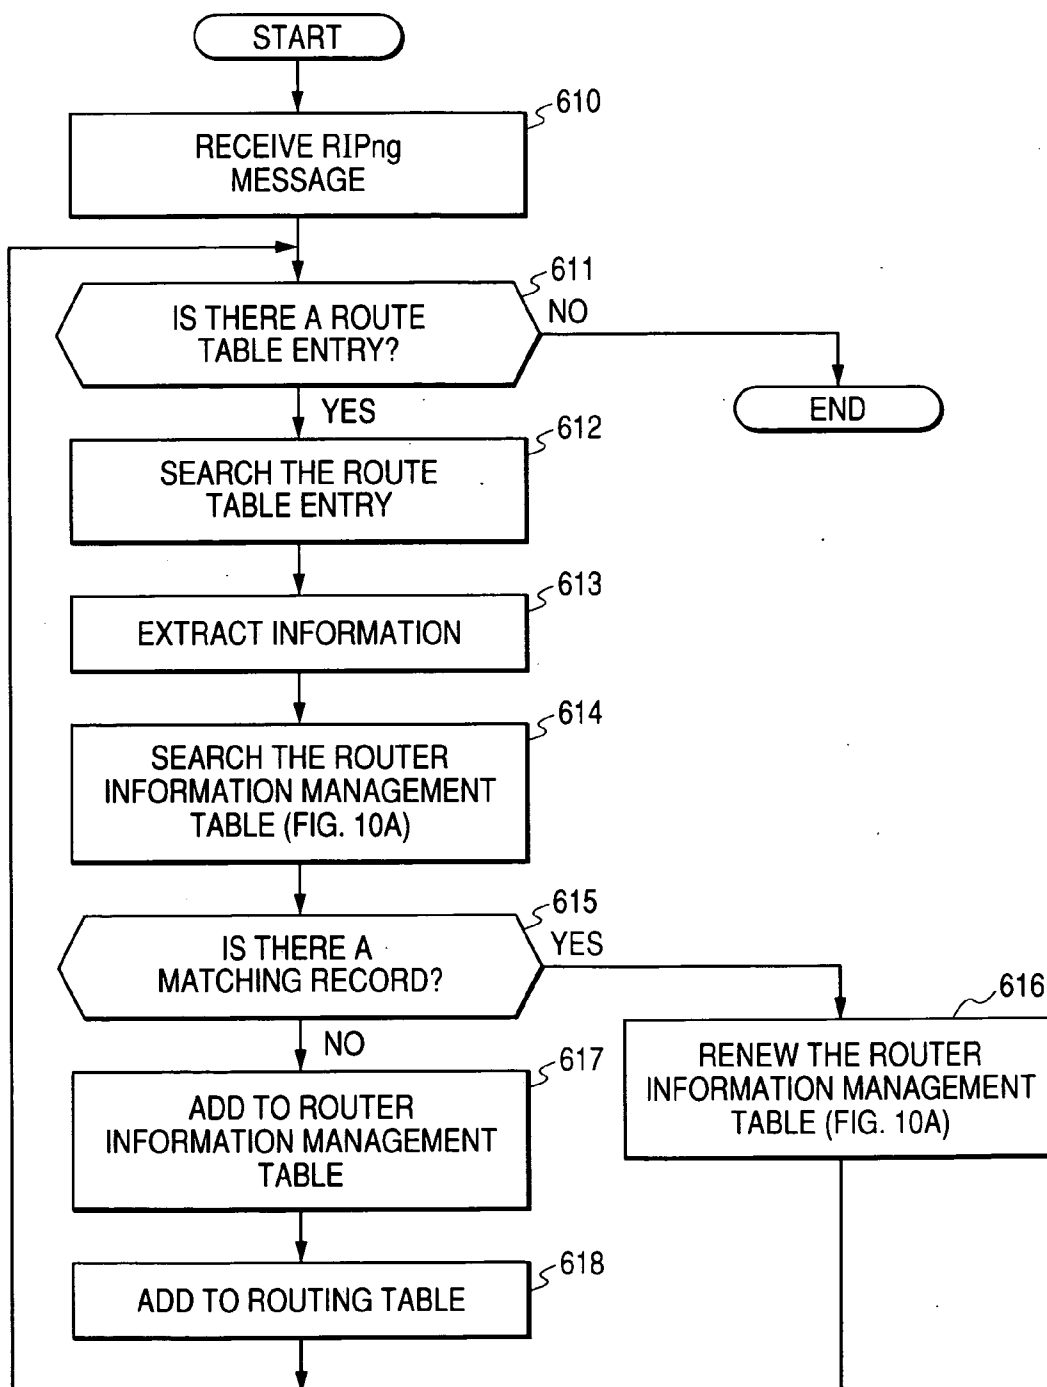 START
610
RECEIVE RIPng
MESSAGE
611
IS THERE A ROUTE
TABLE ENTRY?
NO
END
YES
612
SEARCH THE ROUTE
TABLE ENTRY
613
EXTRACT INFORMATION
614
SEARCH THE ROUTER
INFORMATION MANAGEMENT
TABLE (FIG. 10A)
615
IS THERE A
MATCHING RECORD?
YES
616
RENEW THE ROUTER
INFORMATION MANAGEMENT
TABLE (FIG. 10A)
NO
617
ADD TO ROUTER
INFORMATION MANAGEMENT
TABLE
618
ADD TO ROUTING TABLE